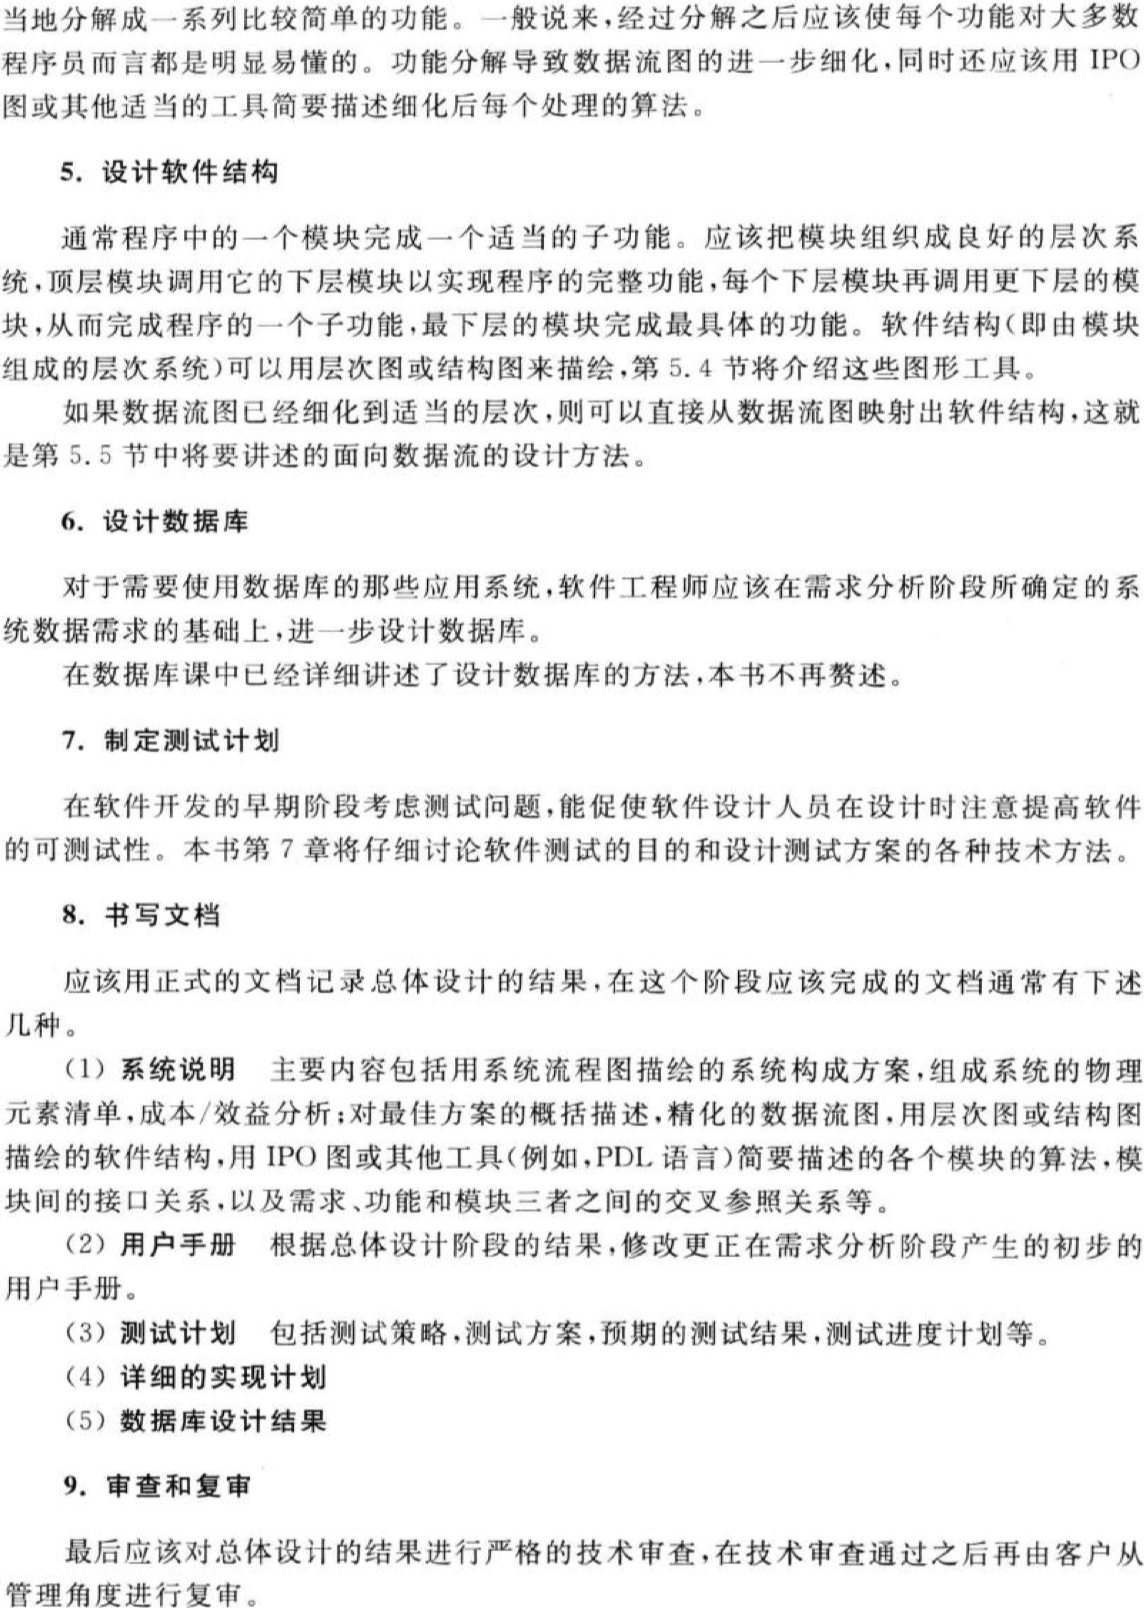 当地分解成一系列比较简单的功能。一般说来,经过分解之后应该使每个功能对大多数
程序员而言都是明显易懂的。功能分解导致数据流图的进一步细化,同时还应该用 IPO
图或其他适当的工具简要描述细化后每个处理的算法。
5. 设计软件结构
通常程序中的一个模块完成一个适当的子功能。应该把模块组织成良好的层次系
统,顶层模块调用它的下层模块以实现程序的完整功能,每个下层模块再调用更下层的模
块,从而完成程序的一个子功能,最下层的模块完成最具体的功能。软件结构(即由模块
组成的层次系统)可以用层次图或结构图来描绘,第 5.4 节将介绍这些图形工具。
如果数据流图已经细化到适当的层次,则可以直接从数据流图映射出软件结构,这就
是第 5.5 节中将要讲述的面向数据流的设计方法。
6. 设计数据库
对于需要使用数据库的那些应用系统,软件工程师应该在需求分析阶段所确定的系
统数据需求的基础上,进一步设计数据库。
在数据库课中已经详细讲述了设计数据库的方法,本书不再赘述。
7. 制定测试计划
在软件开发的早期阶段考虑测试问题,能促使软件设计人员在设计时注意提高软件
的可测试性。本书第 7 章将仔细讨论软件测试的目的和设计测试方案的各种技术方法。
8. 书写文档
应该用正式的文档记录总体设计的结果,在这个阶段应该完成的文档通常有下述
几种。
(1) 系统说明 主要内容包括用系统流程图描绘的系统构成方案,组成系统的物理
元素清单,成本/效益分析;对最佳方案的概括描述,精化的数据流图,用层次图或结构图
描绘的软件结构,用 IPO 图或其他工具(例如,PDL 语言)简要描述的各个模块的算法,模
块间的接口关系,以及需求、功能和模块三者之间的交叉参照关系等。
(2) 用户手册 根据总体设计阶段的结果,修改更正在需求分析阶段产生的初步的
用户手册。
(3) 测试计划 包括测试策略,测试方案,预期的测试结果,测试进度计划等。
(4) 详细的实现计划
(5) 数据库设计结果
9. 审查和复审
最后应该对总体设计的结果进行严格的技术审查,在技术审查通过之后再由客户从
管理角度进行复审。